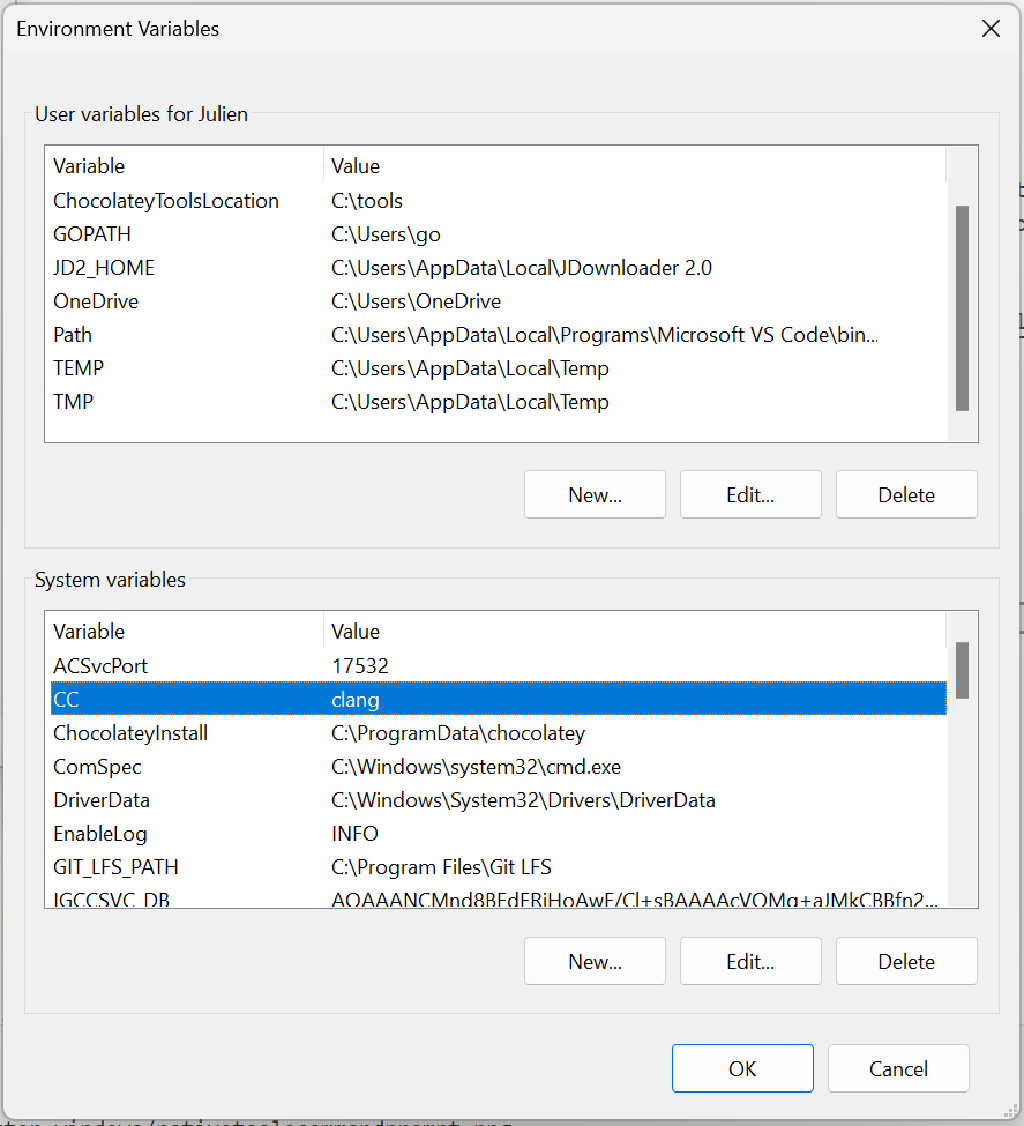 Environment Variables
User variables for Julien
Variable Value
ChocolateyToolsLocation C:\tools
GOPATH C:\Users\go
JD2_HOME C:\Users\AppData\Local\JDownloader 2.0
OneDrive C:\Users\OneDrive
Path C:\Users\AppData\Local\Programs\Microsoft VS Code\bin...
TEMP C:\Users\AppData\Local\Temp
TMP C:\Users\AppData\Local\Temp
New... Edit... Delete
System variables
Variable Value
ACSvcPort 17532
CC clang
ChocolateyInstall C:\ProgramData\chocolatey
ComSpec C:\Windows\system32\cmd.exe
DriverData C:\Windows\System32\Drivers\DriverData
EnableLog INFO
GIT_LFS_PATH C:\Program Files\Git LFS
IGCCSVC_DB
New... Edit... Delete
OK Cancel